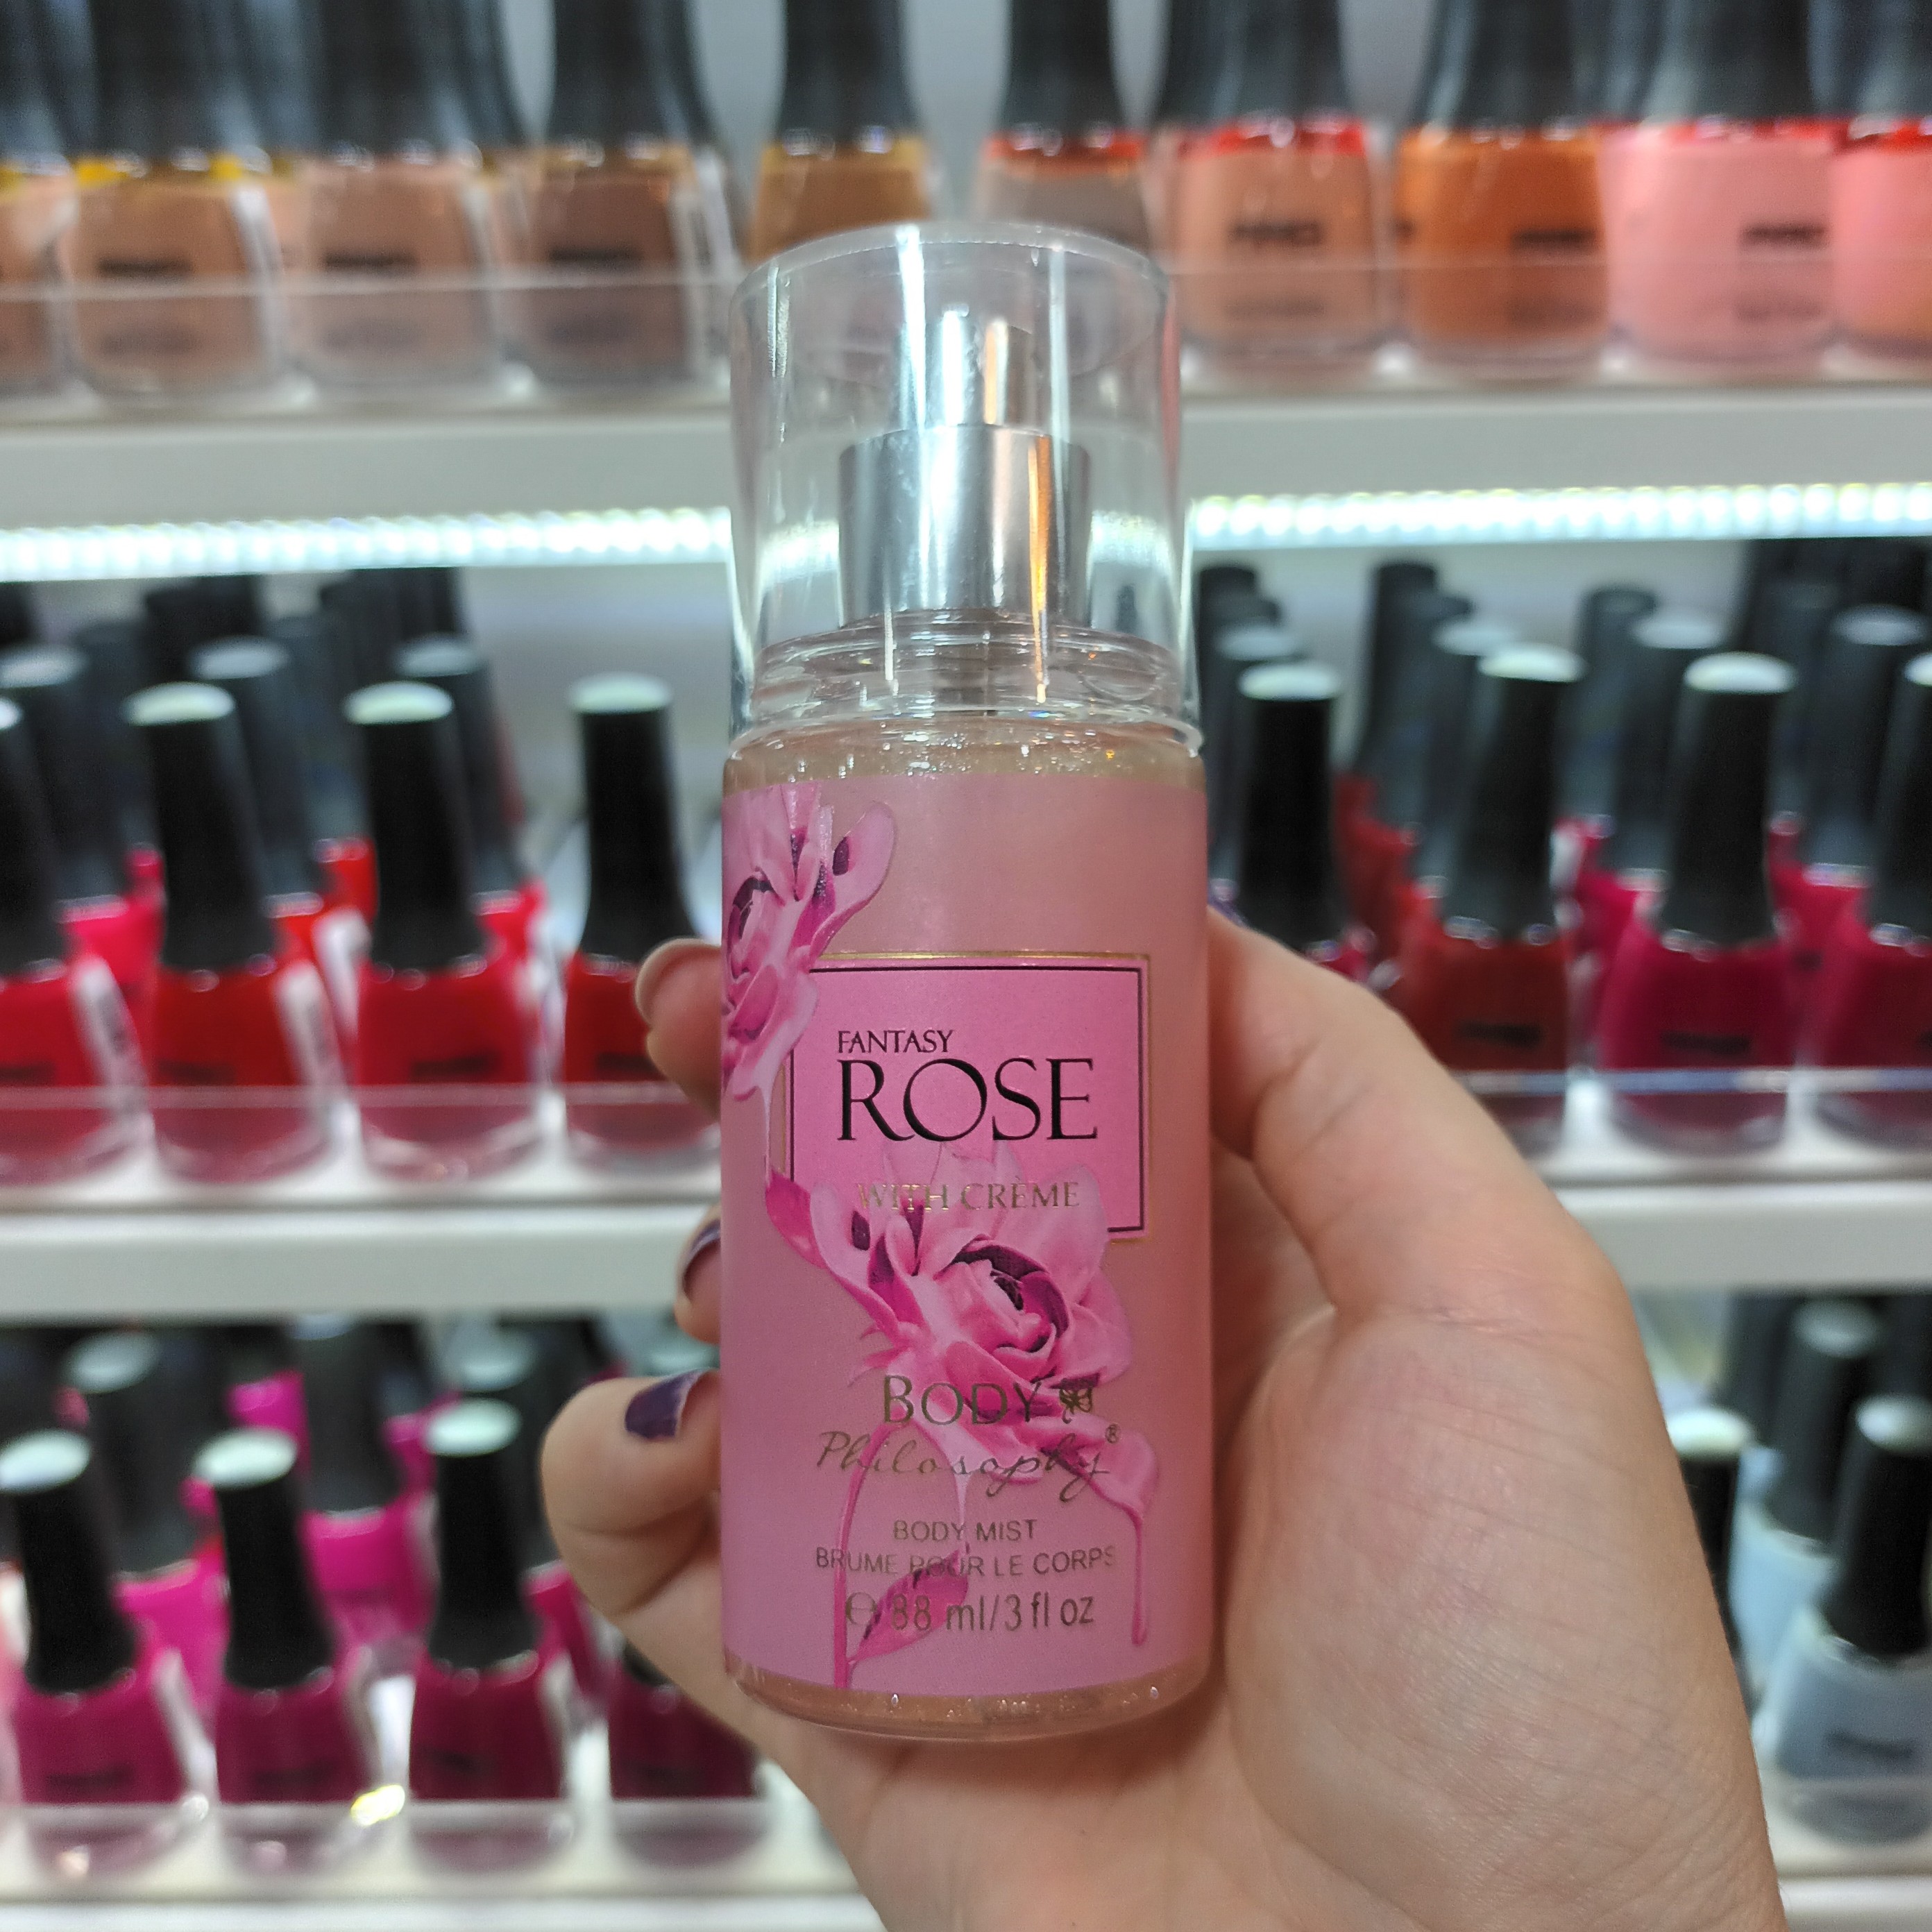 FANTASY
ROSE
WITH CRÈME
BODY
Philosophy®
BODY MIST
BRUME POUR LE CORPS
℮ 88 ml/3 fl oz